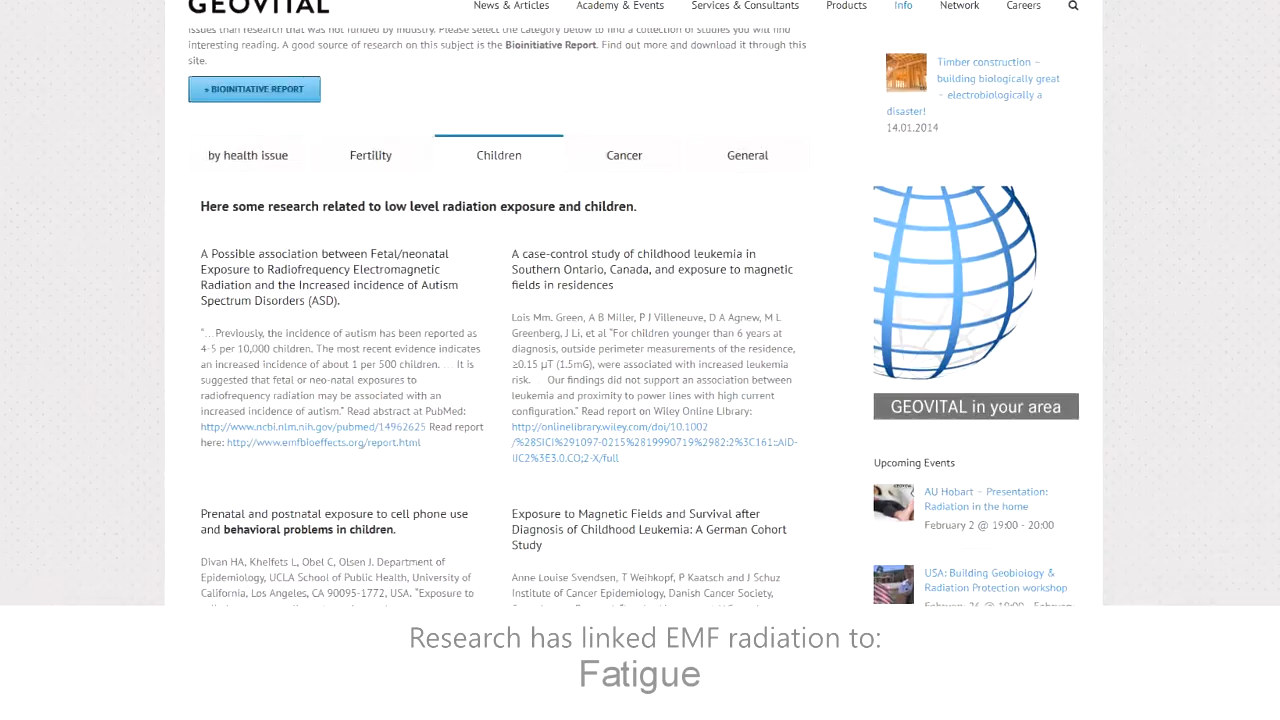 GEOVITAL
News & Articles Academy & Events Services & Consultants Products Info Network Careers
issues than research that was not funded by industry. Please select the category below to find a collection of studies you will find
interesting reading. A good source of research on this subject is the Bioinitiative Report. Find out more and download it through this
site.
» BIOINITIATIVE REPORT
by health issue Fertility Children Cancer General
Here some research related to low level radiation exposure and children.
A Possible association between Fetal/neonatal
Exposure to Radiofrequency Electromagnetic
Radiation and the Increased incidence of Autism
Spectrum Disorders (ASD).
"… Previously, the incidence of autism has been reported as
4-5 per 10,000 children. The most recent evidence indicates
an increased incidence of about 1 per 500 children. … It is
suggested that fetal or neo-natal exposures to
radiofrequency radiation may be associated with an
increased incidence of autism." Read abstract at PubMed:
http://www.ncbi.nlm.nih.gov/pubmed/14962625 Read report
here: http://www.emfbioeffects.org/report.html
A case-control study of childhood leukemia in
Southern Ontario, Canada, and exposure to magnetic
fields in residences
Lois Mm. Green, A B Miller, P J Villeneuve, D A Agnew, M L
Greenberg, J Li, et al "For children younger than 6 years at
diagnosis, outside perimeter measurements of the residence,
≥0.15 µT (1.5mG), were associated with increased leukemia
risk. Our findings did not support an association between
leukemia and proximity to power lines with high current
configuration." Read report on Wiley Online Library:
http://onlinelibrary.wiley.com/doi/10.1002
/%28SICI%291097-0215%2819990719%2982:2%3C161::AID-
IJC2%3E3.0.CO;2-X/full
Prenatal and postnatal exposure to cell phone use
and behavioral problems in children.
Divan HA, Kheifets L, Obel C, Olsen J. Department of
Epidemiology, UCLA School of Public Health, University of
California, Los Angeles, CA 90095-1772, USA. "Exposure to
Exposure to Magnetic Fields and Survival after
Diagnosis of Childhood Leukemia: A German Cohort
Study
Anne Louise Svendsen, T Weihkopf, P Kaatsch and J Schuz
Institute of Cancer Epidemiology, Danish Cancer Society,
Timber construction –
building biologically great
- electrobiologically a
disaster!
14.01.2014
GEOVITAL in your area
Upcoming Events
AU Hobart – Presentation:
Radiation in the home
February 2 @ 19:00 - 20:00
USA: Building Geobiology &
Radiation Protection workshop
February 26 @ 19:00 - February
Research has linked EMF radiation to:
Fatigue